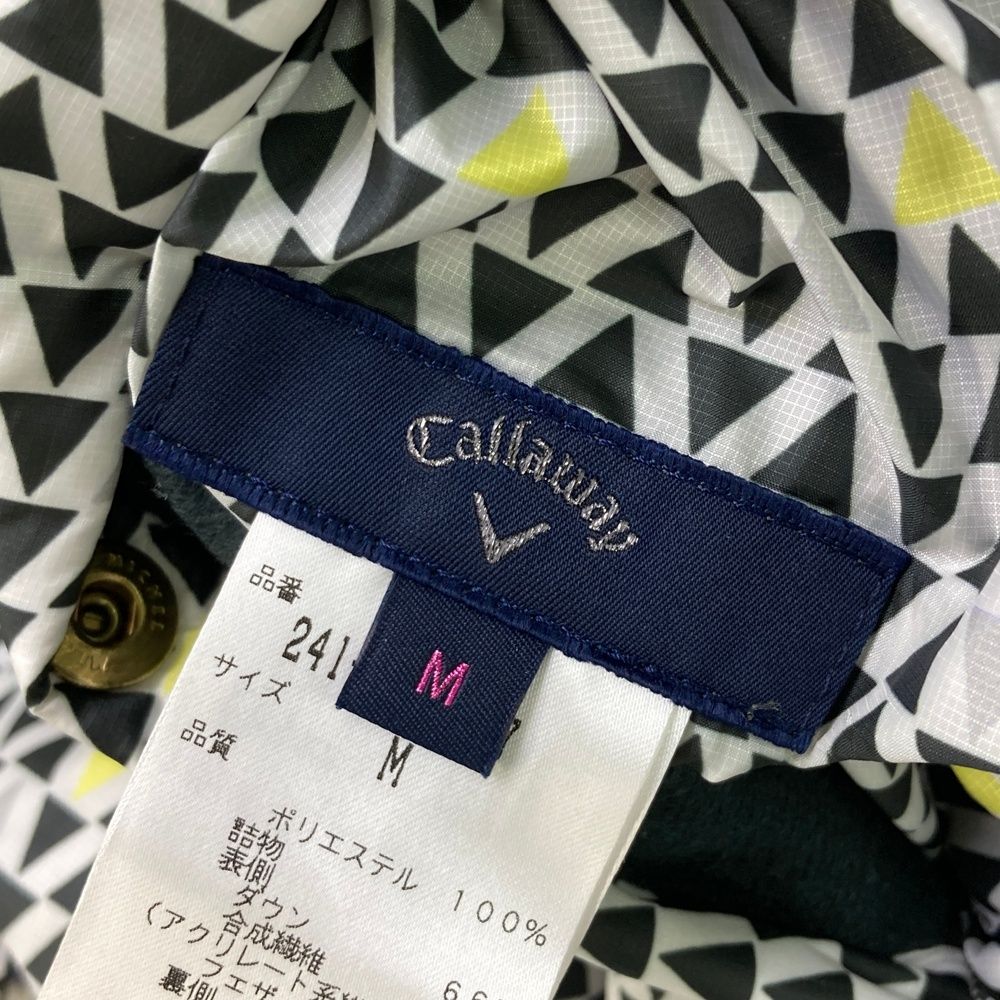 Callaway
M
品番
241-
サイズ
M
品質
ポリエステル 100%
詰物
表側
ダウン
合成繊維
(アクリレート系
裏側
フェザ